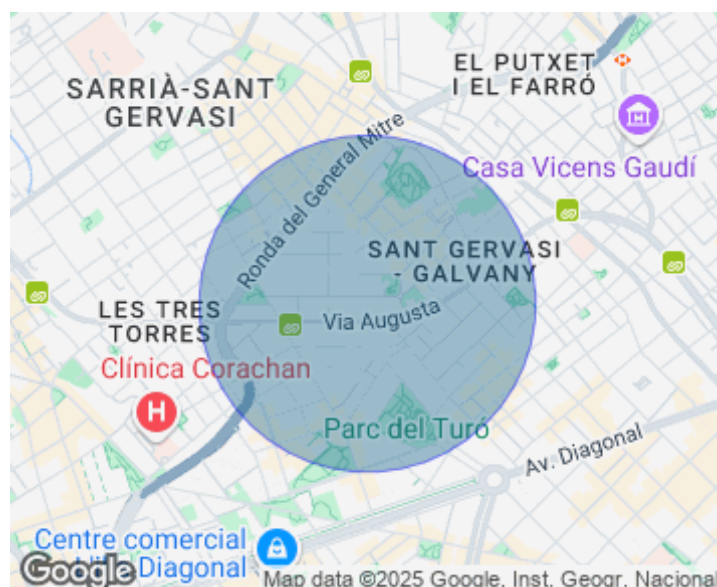 EL PUTXET
I EL FARRÓ
SARRIÀ-SANT
GERVASI
Ronda del General Mitre
Casa Vicens Gaudí
SANT GERVASI
- GALVANY
LES TRES
TORRES
Via Augusta
Clínica Corachan
H
Parc del Turó
Av. Diagonal
Centre comercial
Diagonal
Google
Map data ©2025 Google, Inst. Geogr. Nacional